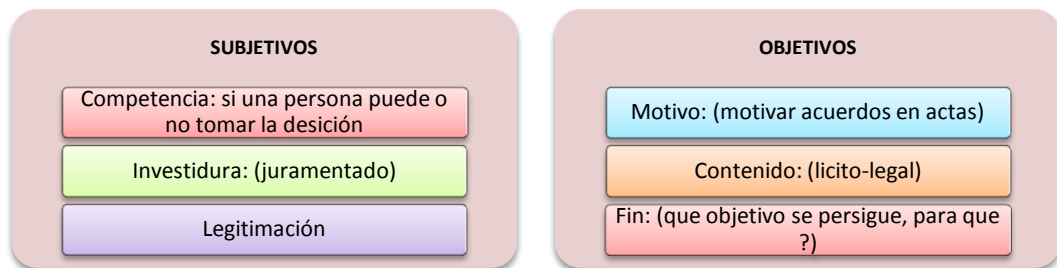 SUBJETIVOS
Competencia: si una persona puede o
no tomar la desición
Investidura: (juramentado)
Legitimación
OBJETIVOS
Motivo: (motivar acuerdos en actas)
Contenido: (licito-legal)
Fin: (que objetivo se persigue, para que
?)